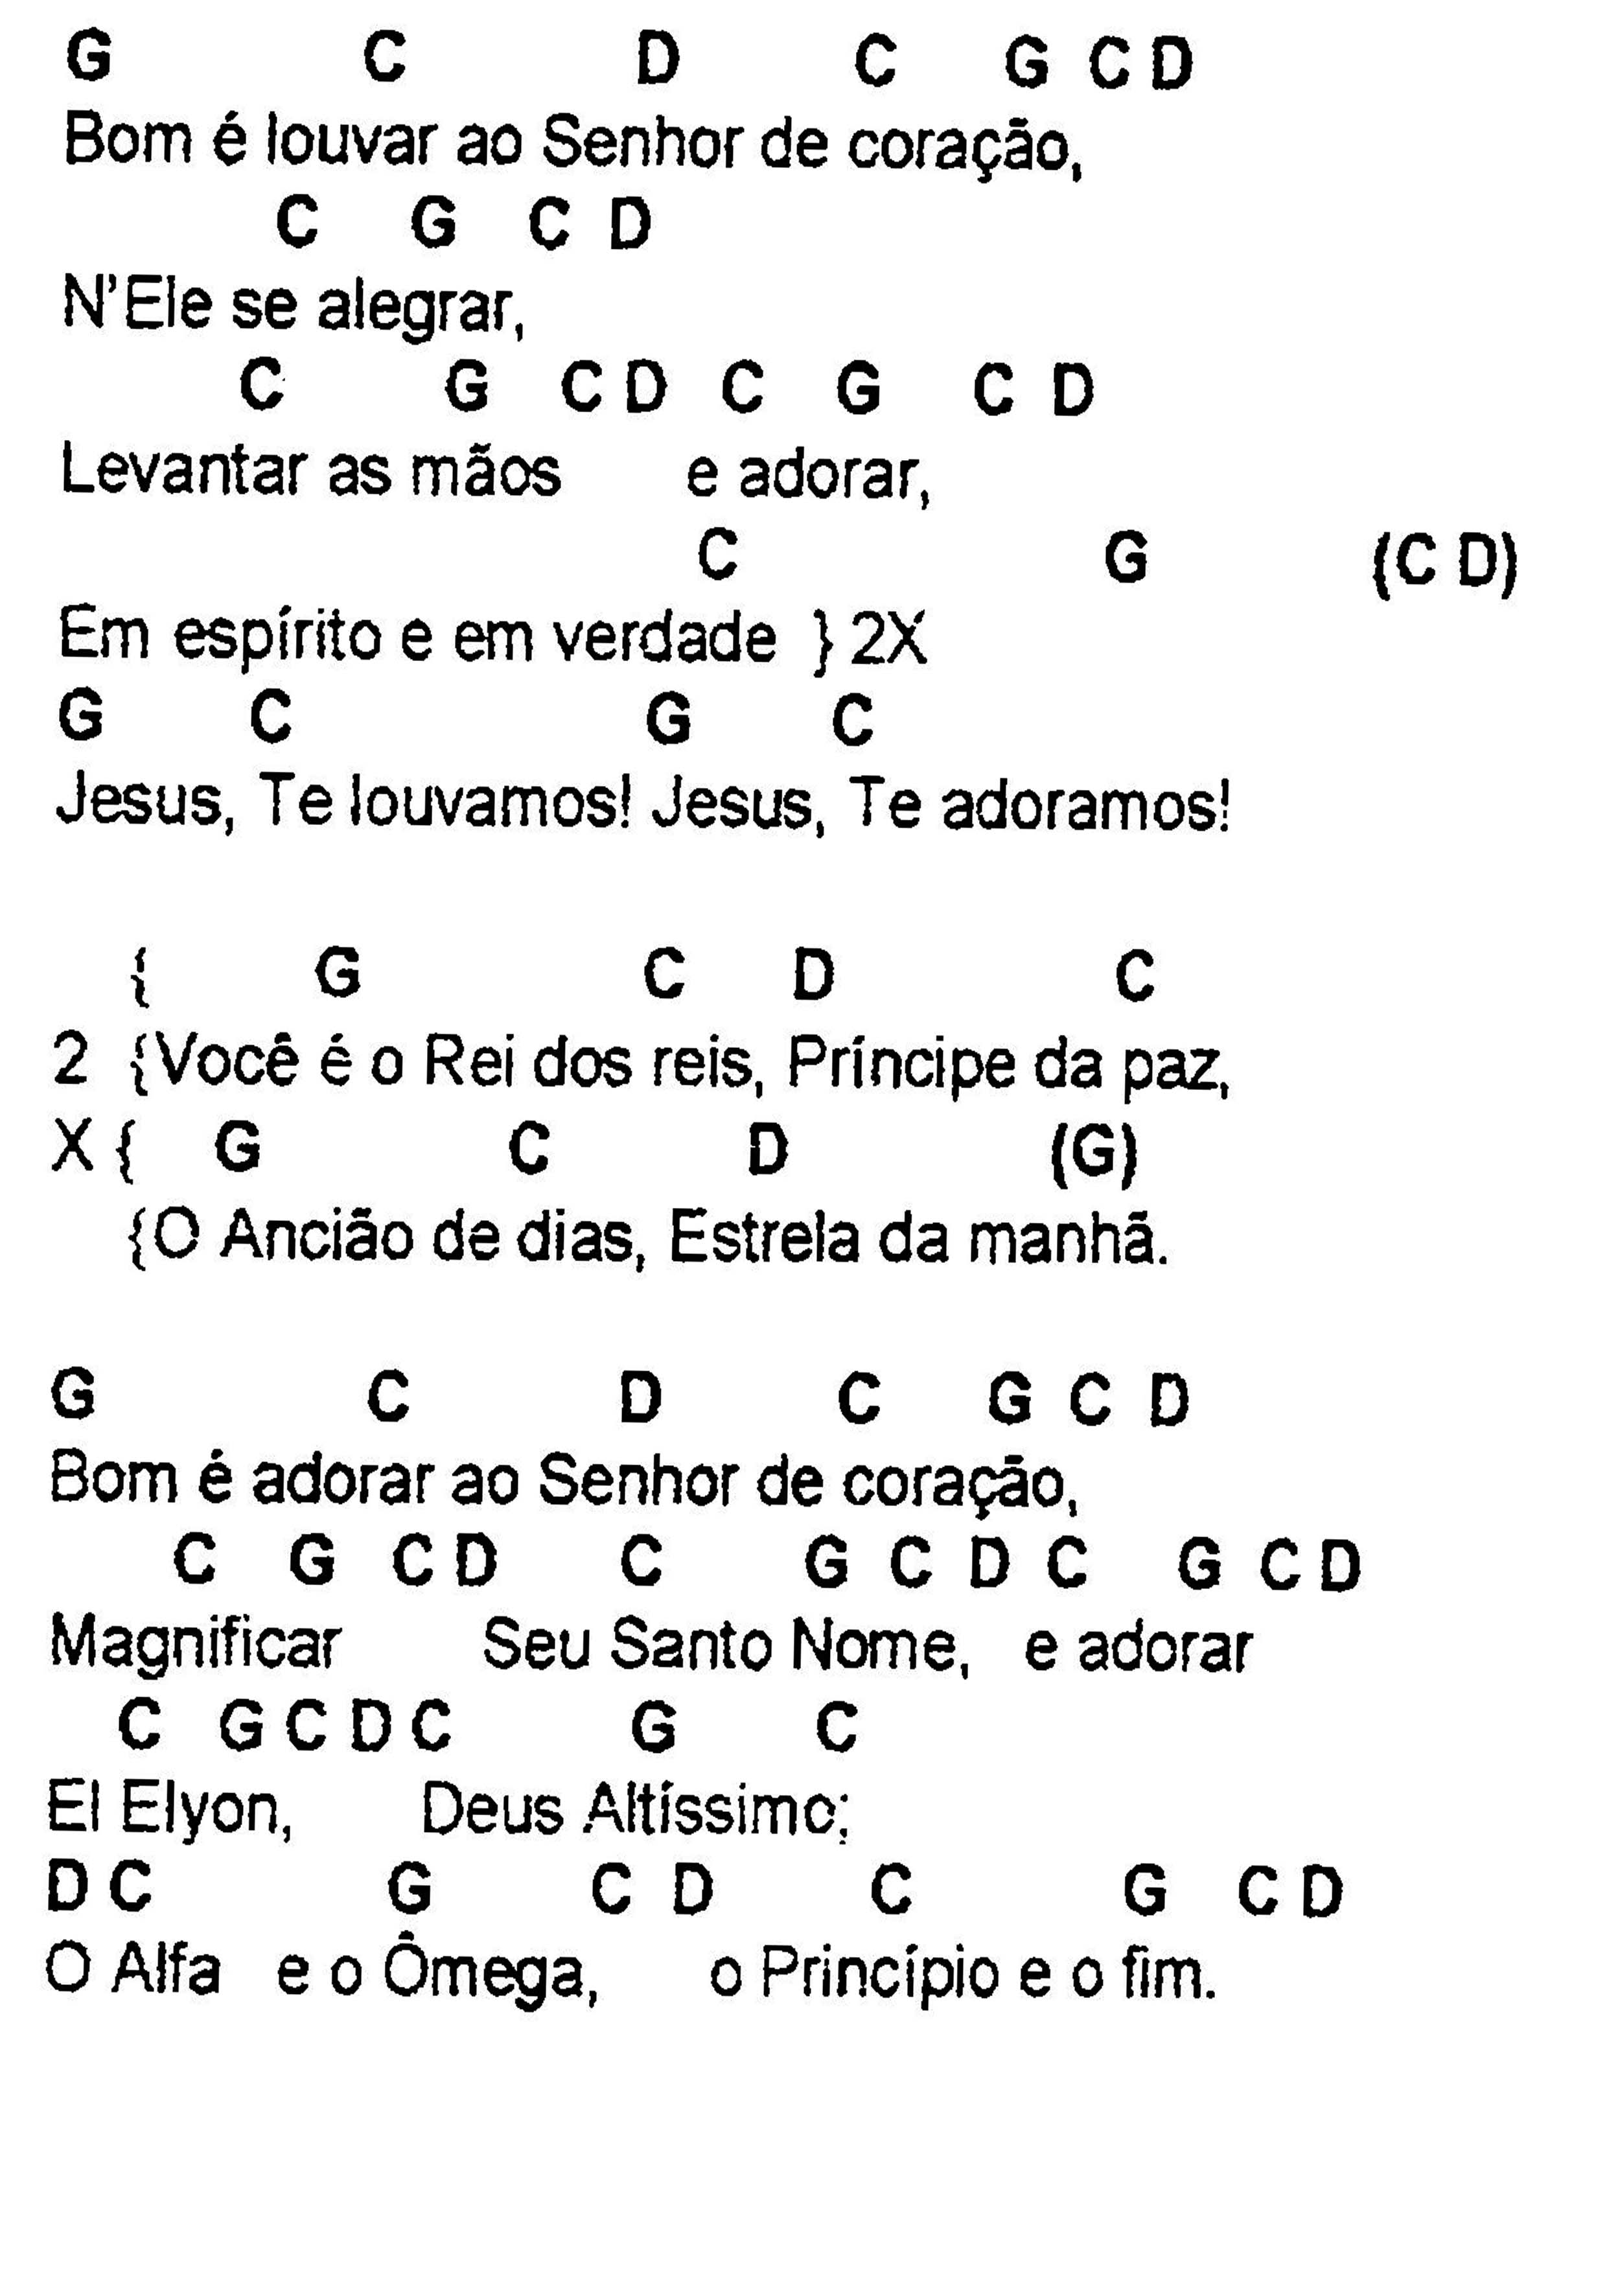 G C D C G C D
Bom é louvar ao Senhor de coração,
C G C D
N'Ele se alegrar,
C G C D C G C D
Levantar as mãos e adorar,
C G (C D)
Em espírito e em verdade } 2X
G C G C
Jesus, Te louvamos! Jesus, Te adoramos!
{ G C D C
2 {Você é o Rei dos reis, Príncipe da paz,
X { G C D (G)
{O Ancião de dias, Estrela da manhã.
G C D C G C D
Bom é adorar ao Senhor de coração,
C G C D C G C D C G C D
Magnificar Seu Santo Nome, e adorar
C G C D C G C
El Elyon, Deus Altíssimo;
D C G C D C G C D
O Alfa e o Ômega, o Princípio e o fim.